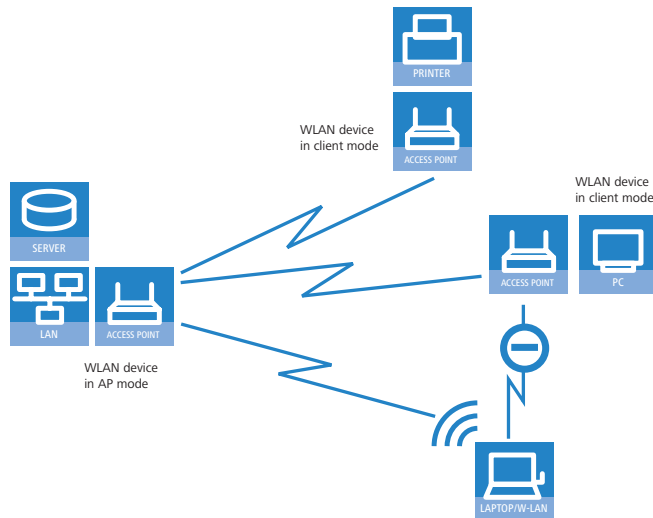 PRINTER
WLAN device
in client mode
ACCESS POINT
WLAN device
in client mode
SERVER
ACCESS POINT
PC
LAN
ACCESS POINT
WLAN device
in AP mode
LAPTOP/W-LAN